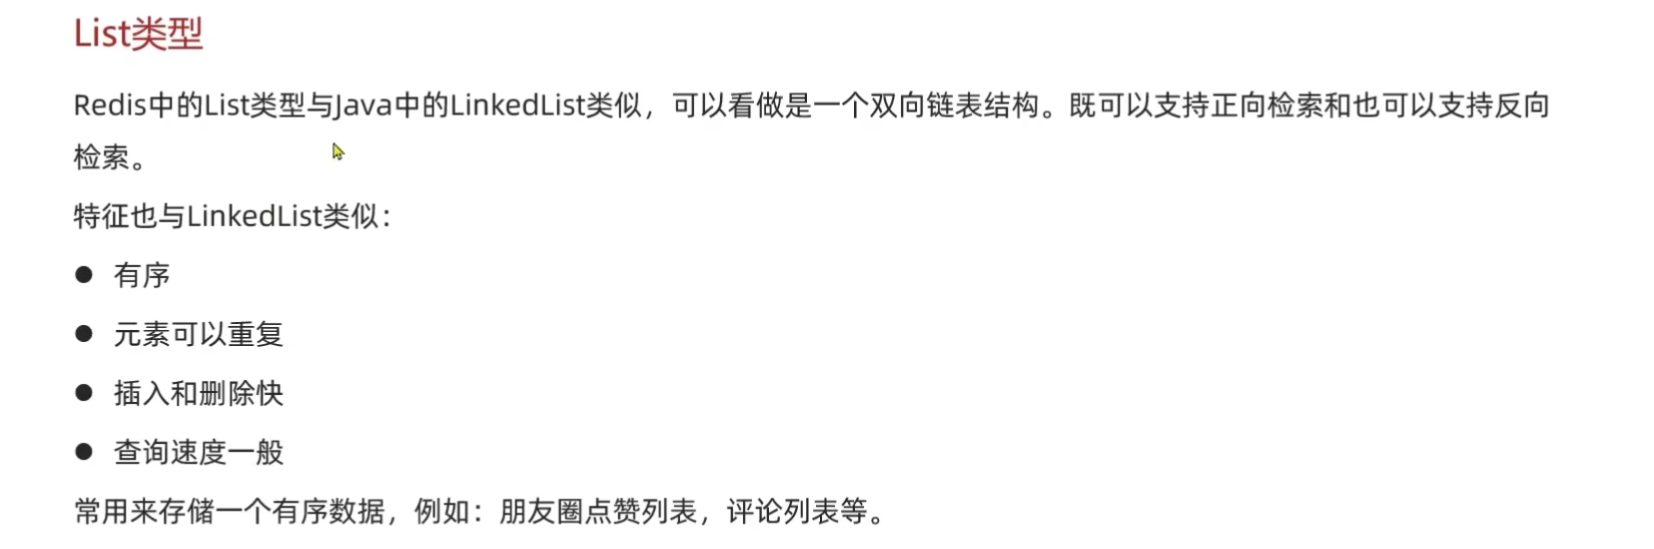 List类型
Redis中的List类型与Java中的LinkedList类似，可以看做是一个双向链表结构。既可以支持正向检索和也可以支持反向
检索。
特征也与LinkedList类似：
● 有序
● 元素可以重复
● 插入和删除快
● 查询速度一般
常用来存储一个有序数据，例如：朋友圈点赞列表，评论列表等。